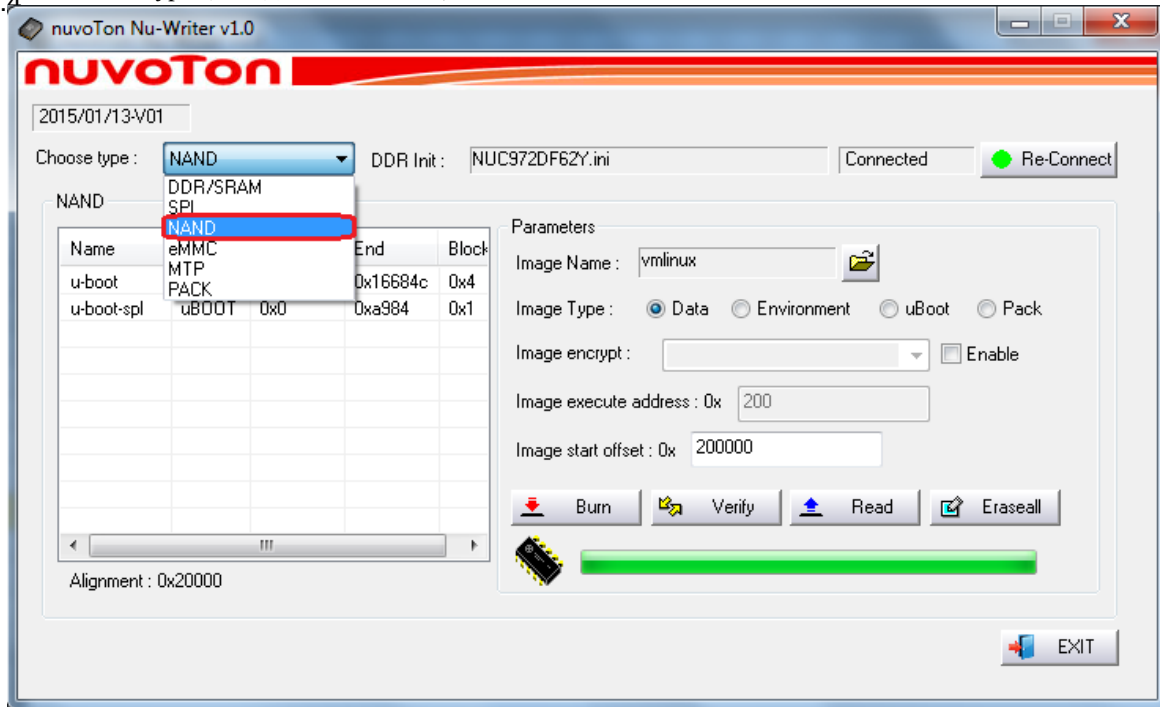 nuvoTon Nu-Writer v1.0
nuvoTon
2015/01/13-V01
Choose type : NAND DDR Init : NUC972DF62Y.ini Connected Re-Connect
DDR/SRAM
SPI
NAND
eMMC
MTP
PACK
NAND
Name End Block
u-boot 0x16684c 0x4
u-boot-spl uBOOT 0x0 0xa984 0x1
Alignment : 0x20000
Parameters
Image Name : vmlinux
Image Type : Data Environment uBoot Pack
Image encrypt : Enable
Image execute address : 0x 200
Image start offset : 0x 200000
Burn Verify Read Eraseall
EXIT